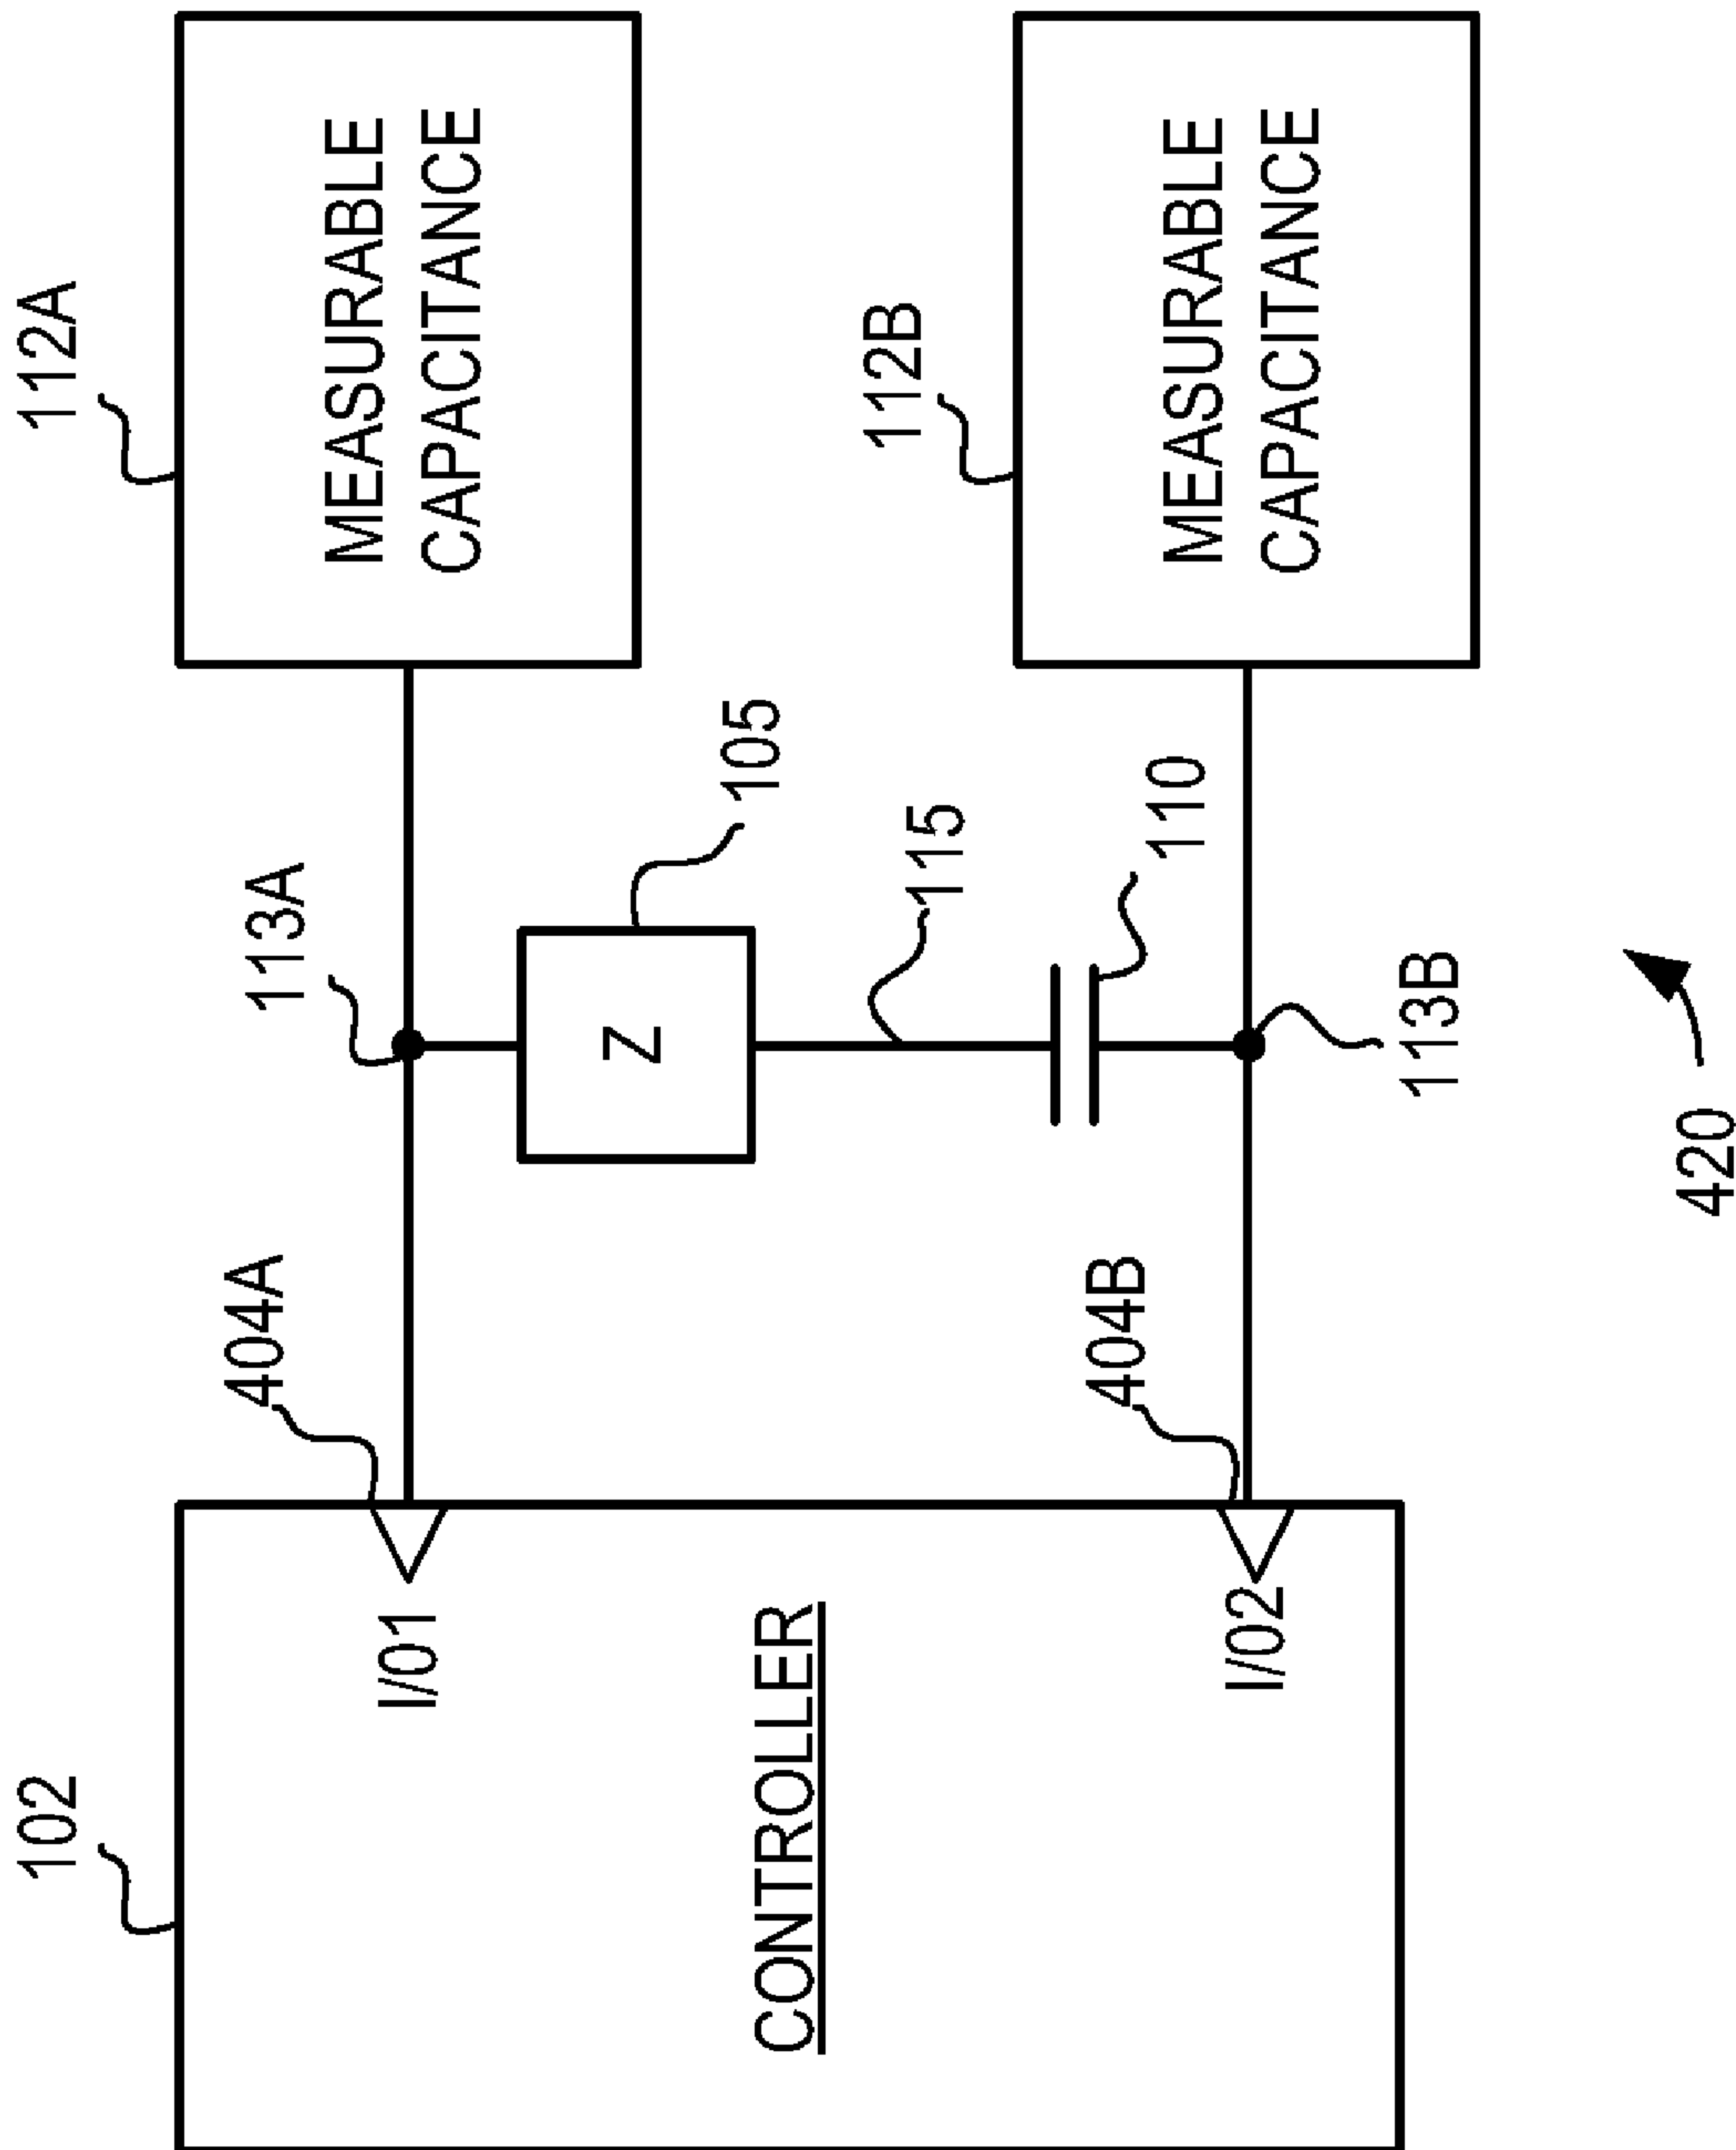 112A
MEASURABLE
CAPACITANCE
112B
MEASURABLE
CAPACITANCE
113A
105
Z
115
110
113B
404A
404B
I/01
I/02
102
CONTROLLER
420